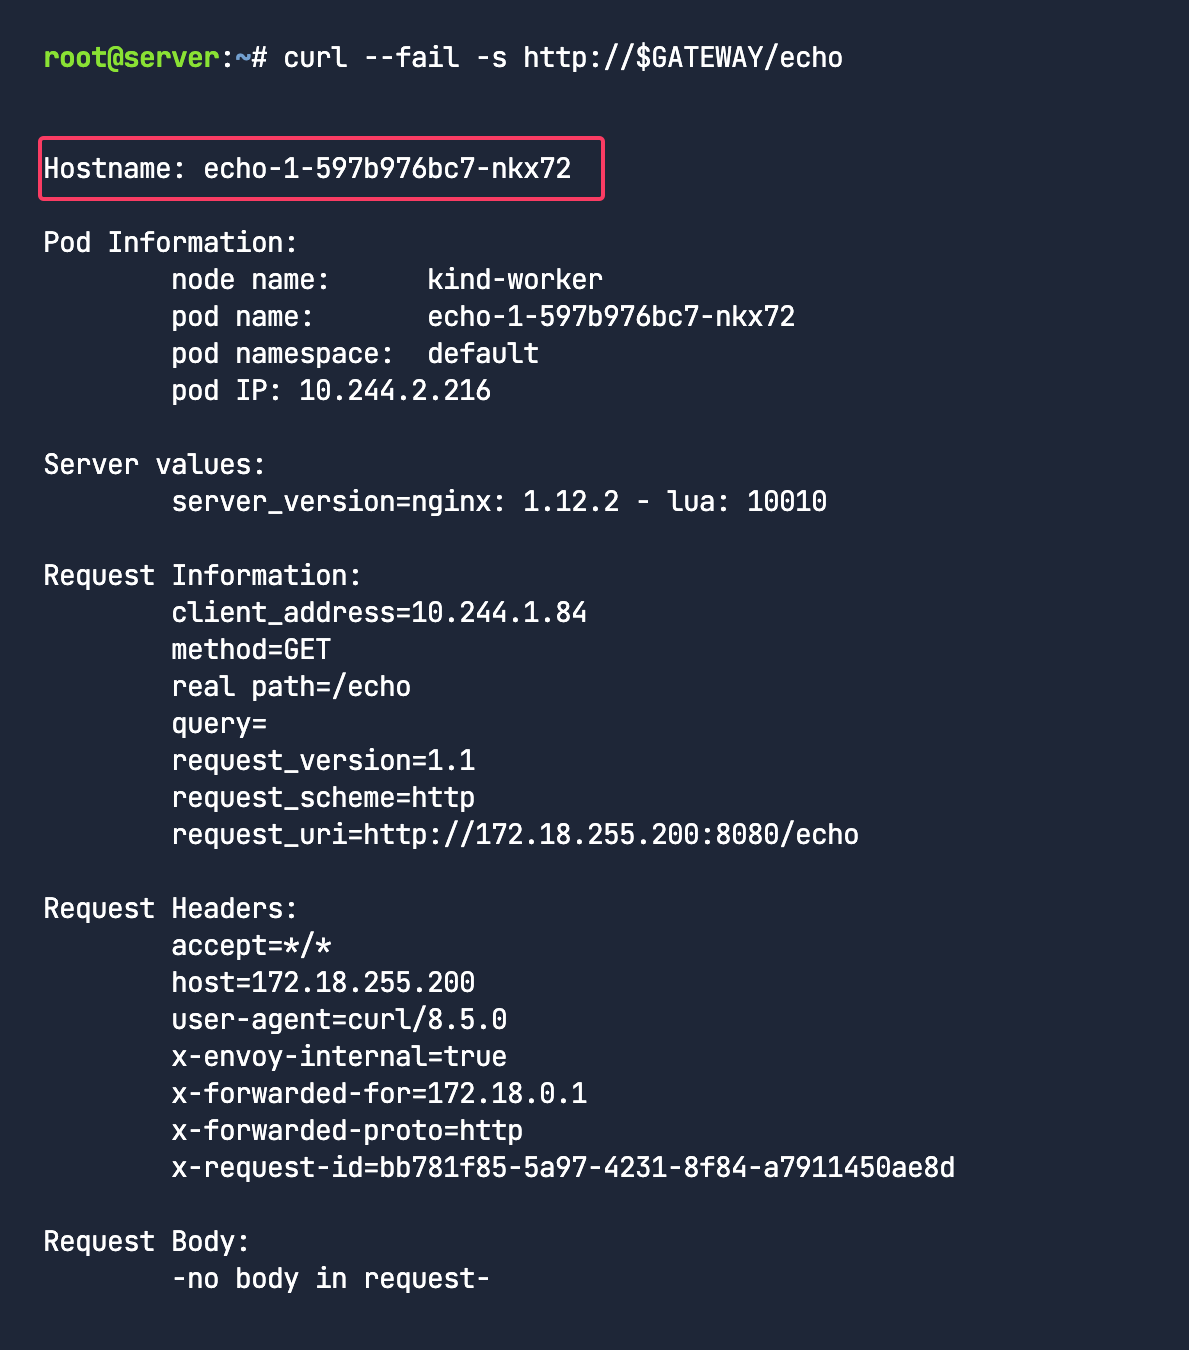 root@server:~# curl --fail -s http://$GATEWAY/echo
Hostname: echo-1-597b976bc7-nkx72
Pod Information:
node name: kind-worker
pod name: echo-1-597b976bc7-nkx72
pod namespace: default
pod IP: 10.244.2.216
Server values:
server_version=nginx: 1.12.2 - lua: 10010
Request Information:
client_address=10.244.1.84
method=GET
real path=/echo
query=
request_version=1.1
request_scheme=http
request_uri=http://172.18.255.200:8080/echo
Request Headers:
accept=*/*
host=172.18.255.200
user-agent=curl/8.5.0
x-envoy-internal=true
x-forwarded-for=172.18.0.1
x-forwarded-proto=http
x-request-id=bb781f85-5a97-4231-8f84-a7911450ae8d
Request Body:
-no body in request-